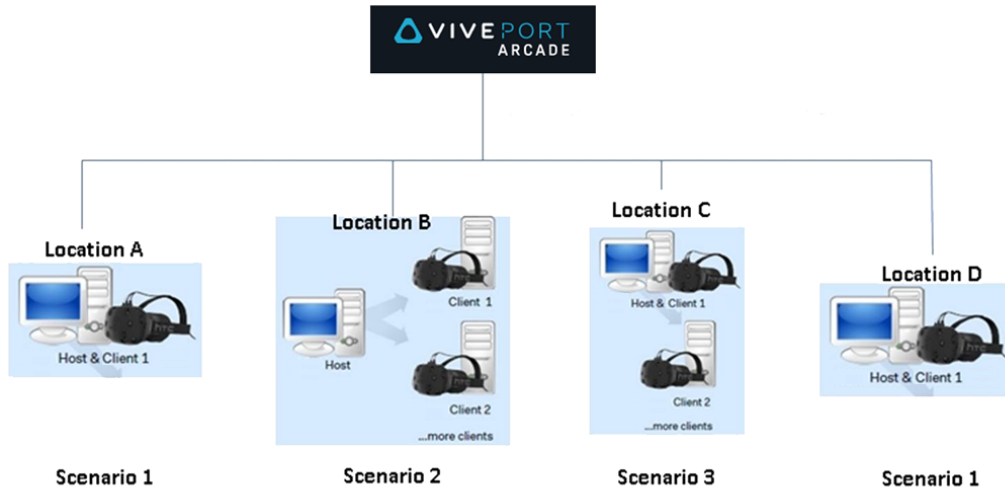 VIVEPORT
ARCADE
Location A
Host & Client 1
Scenario 1
Location B
Client 1
Host
Client 2
...more clients
Scenario 2
Location C
Host & Client 1
Client 2
...more clients
Scenario 3
Location D
Host & Client 1
Scenario 1